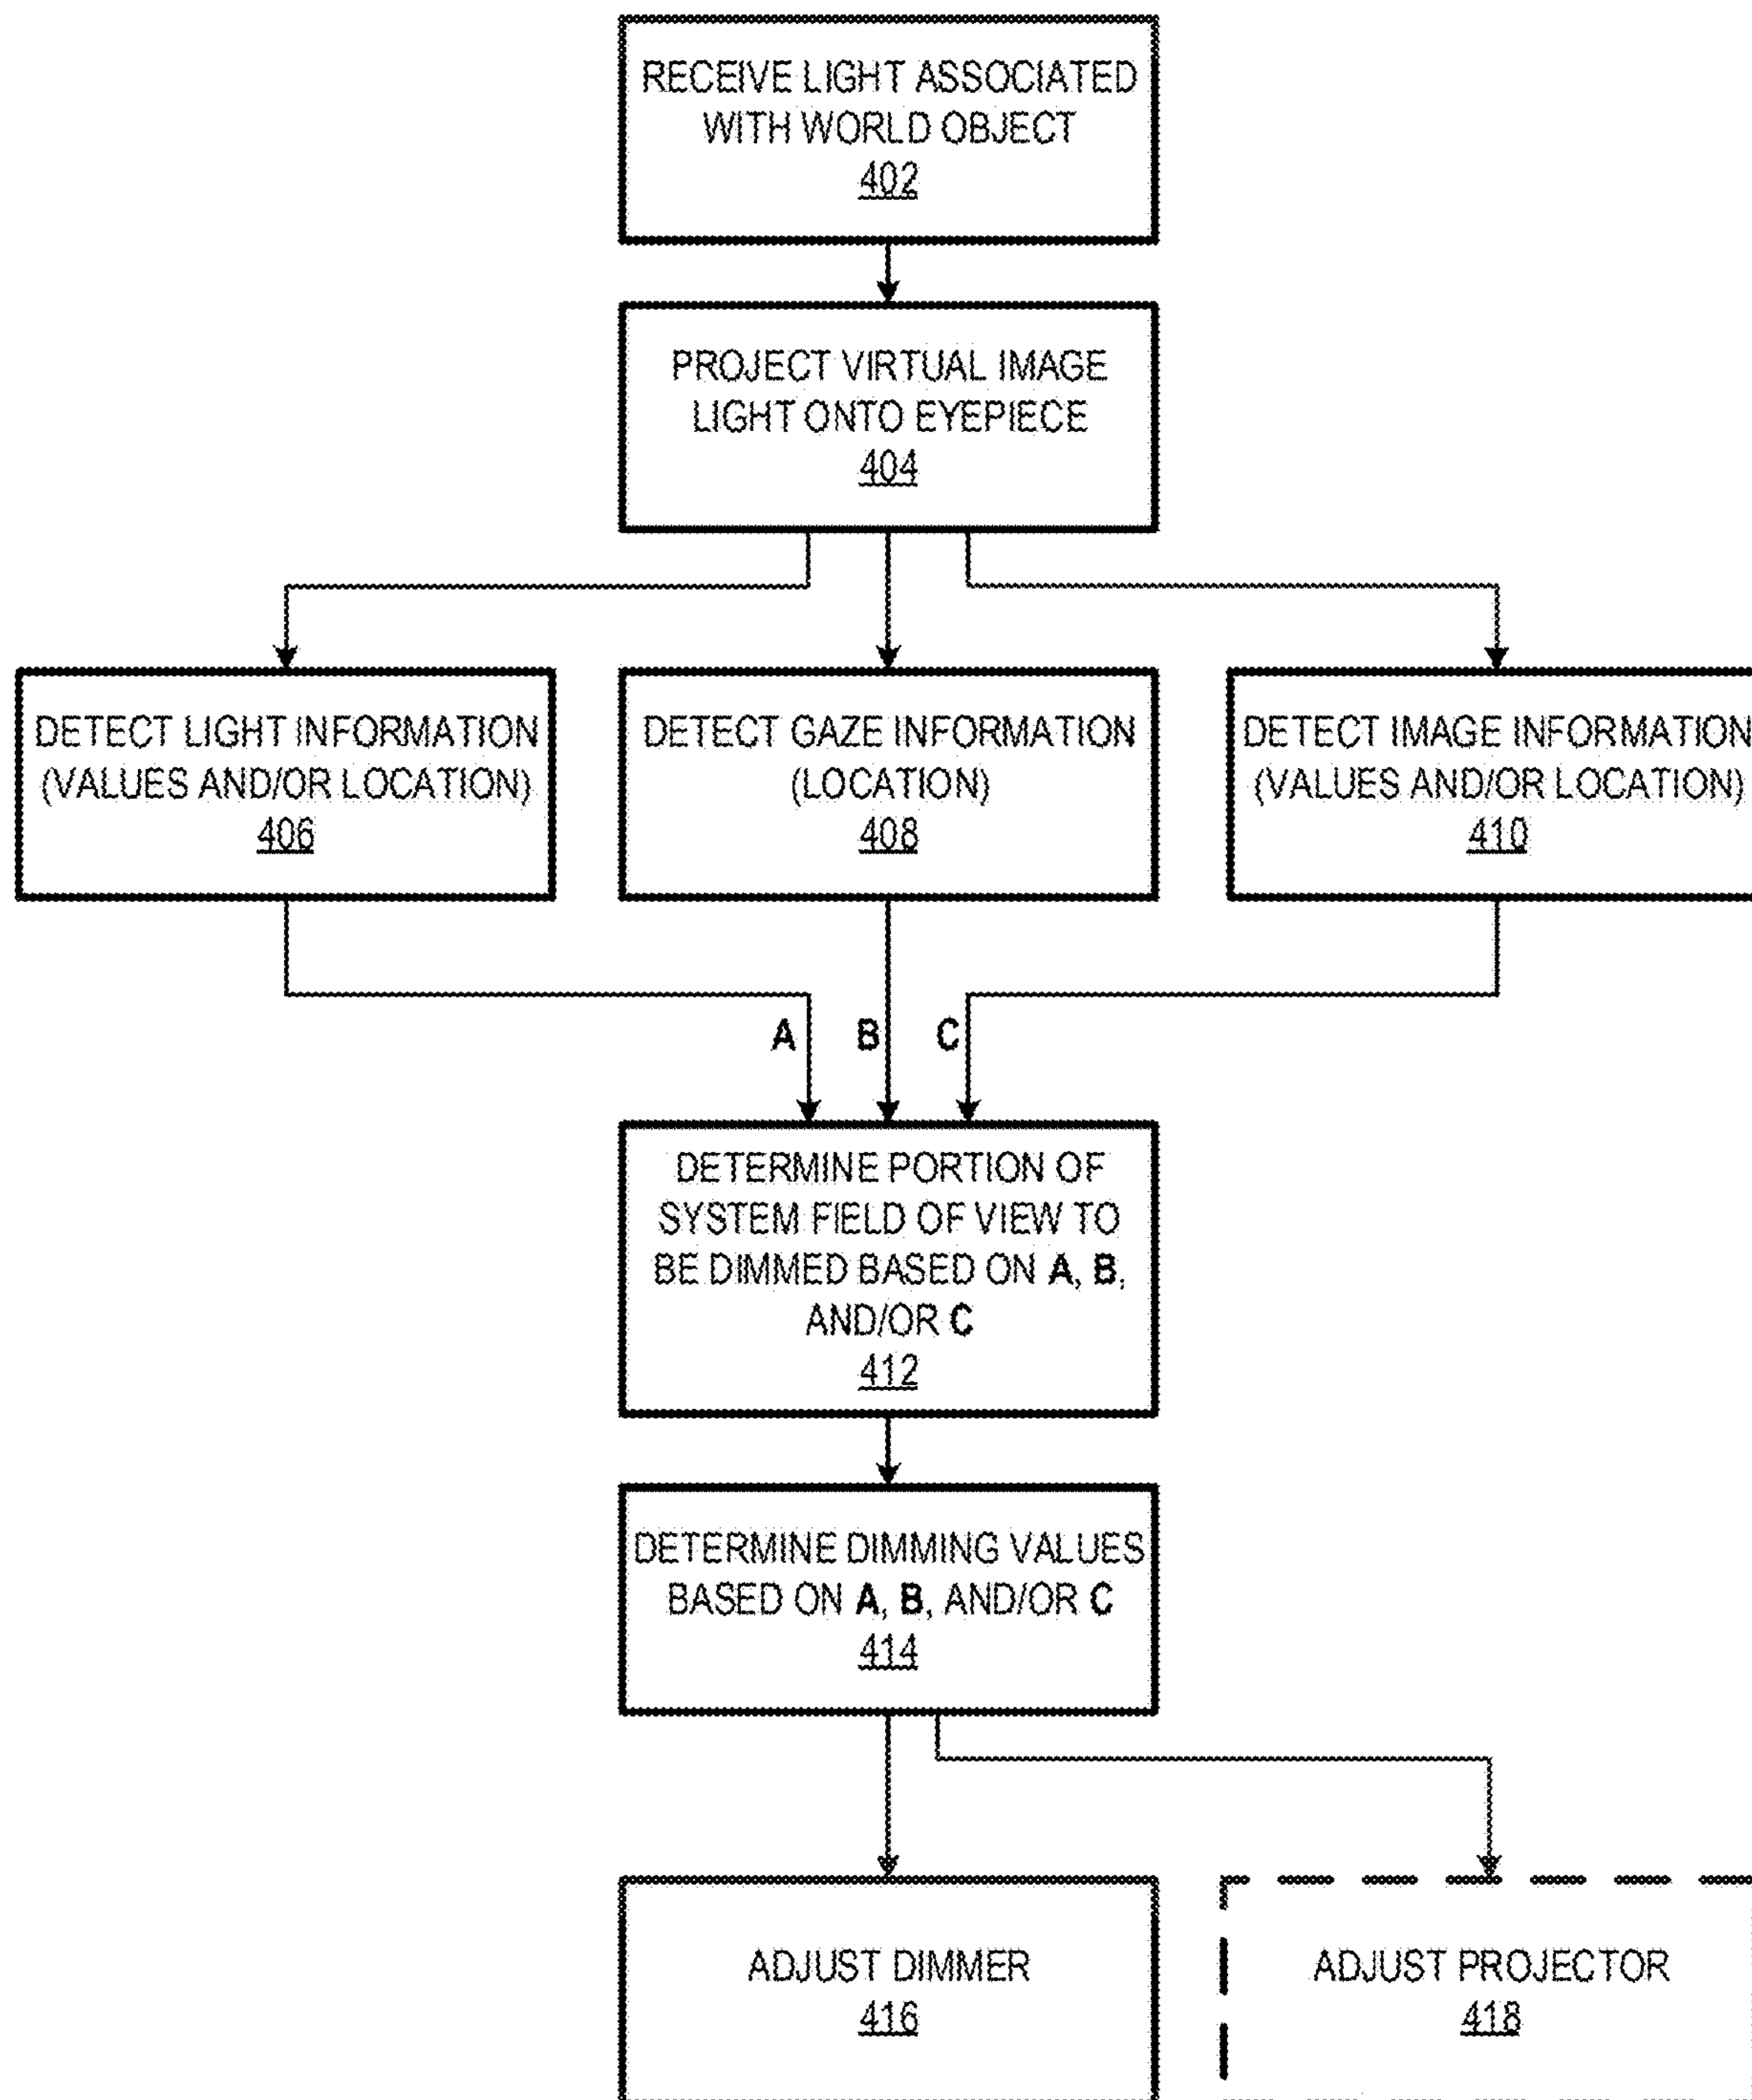 RECEIVE LIGHT ASSOCIATED
WITH WORLD OBJECT
402
PROJECT VIRTUAL IMAGE
LIGHT ONTO EYEPIECE
404
DETECT LIGHT INFORMATION
(VALUES AND/OR LOCATION)
406
DETECT GAZE INFORMATION
(LOCATION)
408
DETECT IMAGE INFORMATION
(VALUES AND/OR LOCATION)
410
A
B
C
DETERMINE PORTION OF
SYSTEM FIELD OF VIEW TO
BE DIMMED BASED ON A, B,
AND/OR C
412
DETERMINE DIMMING VALUES
BASED ON A, B, AND/OR C
414
ADJUST DIMMER
416
ADJUST PROJECTOR
418